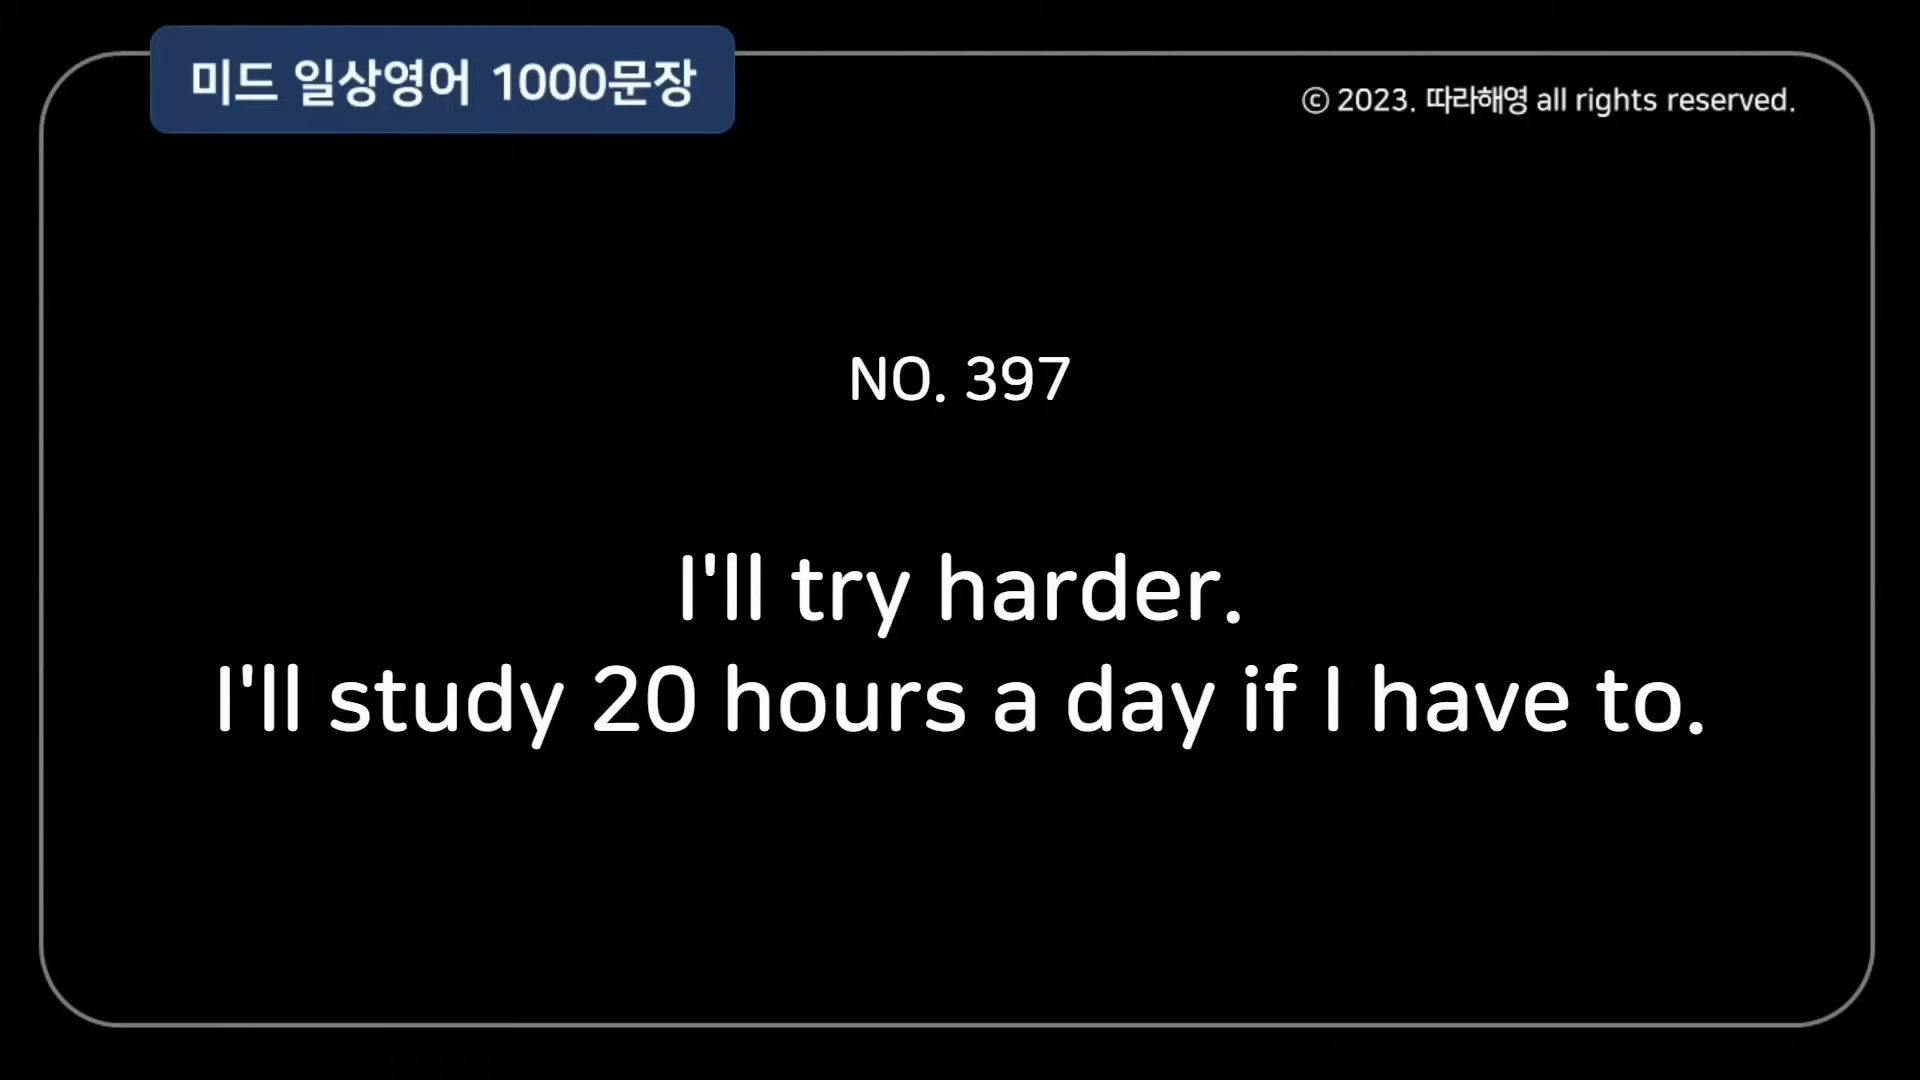 미드 일상영어 1000문장
ⓒ 2023. 따라해영 all rights reserved.
NO. 397
I'll try harder.
I'll study 20 hours a day if I have to.